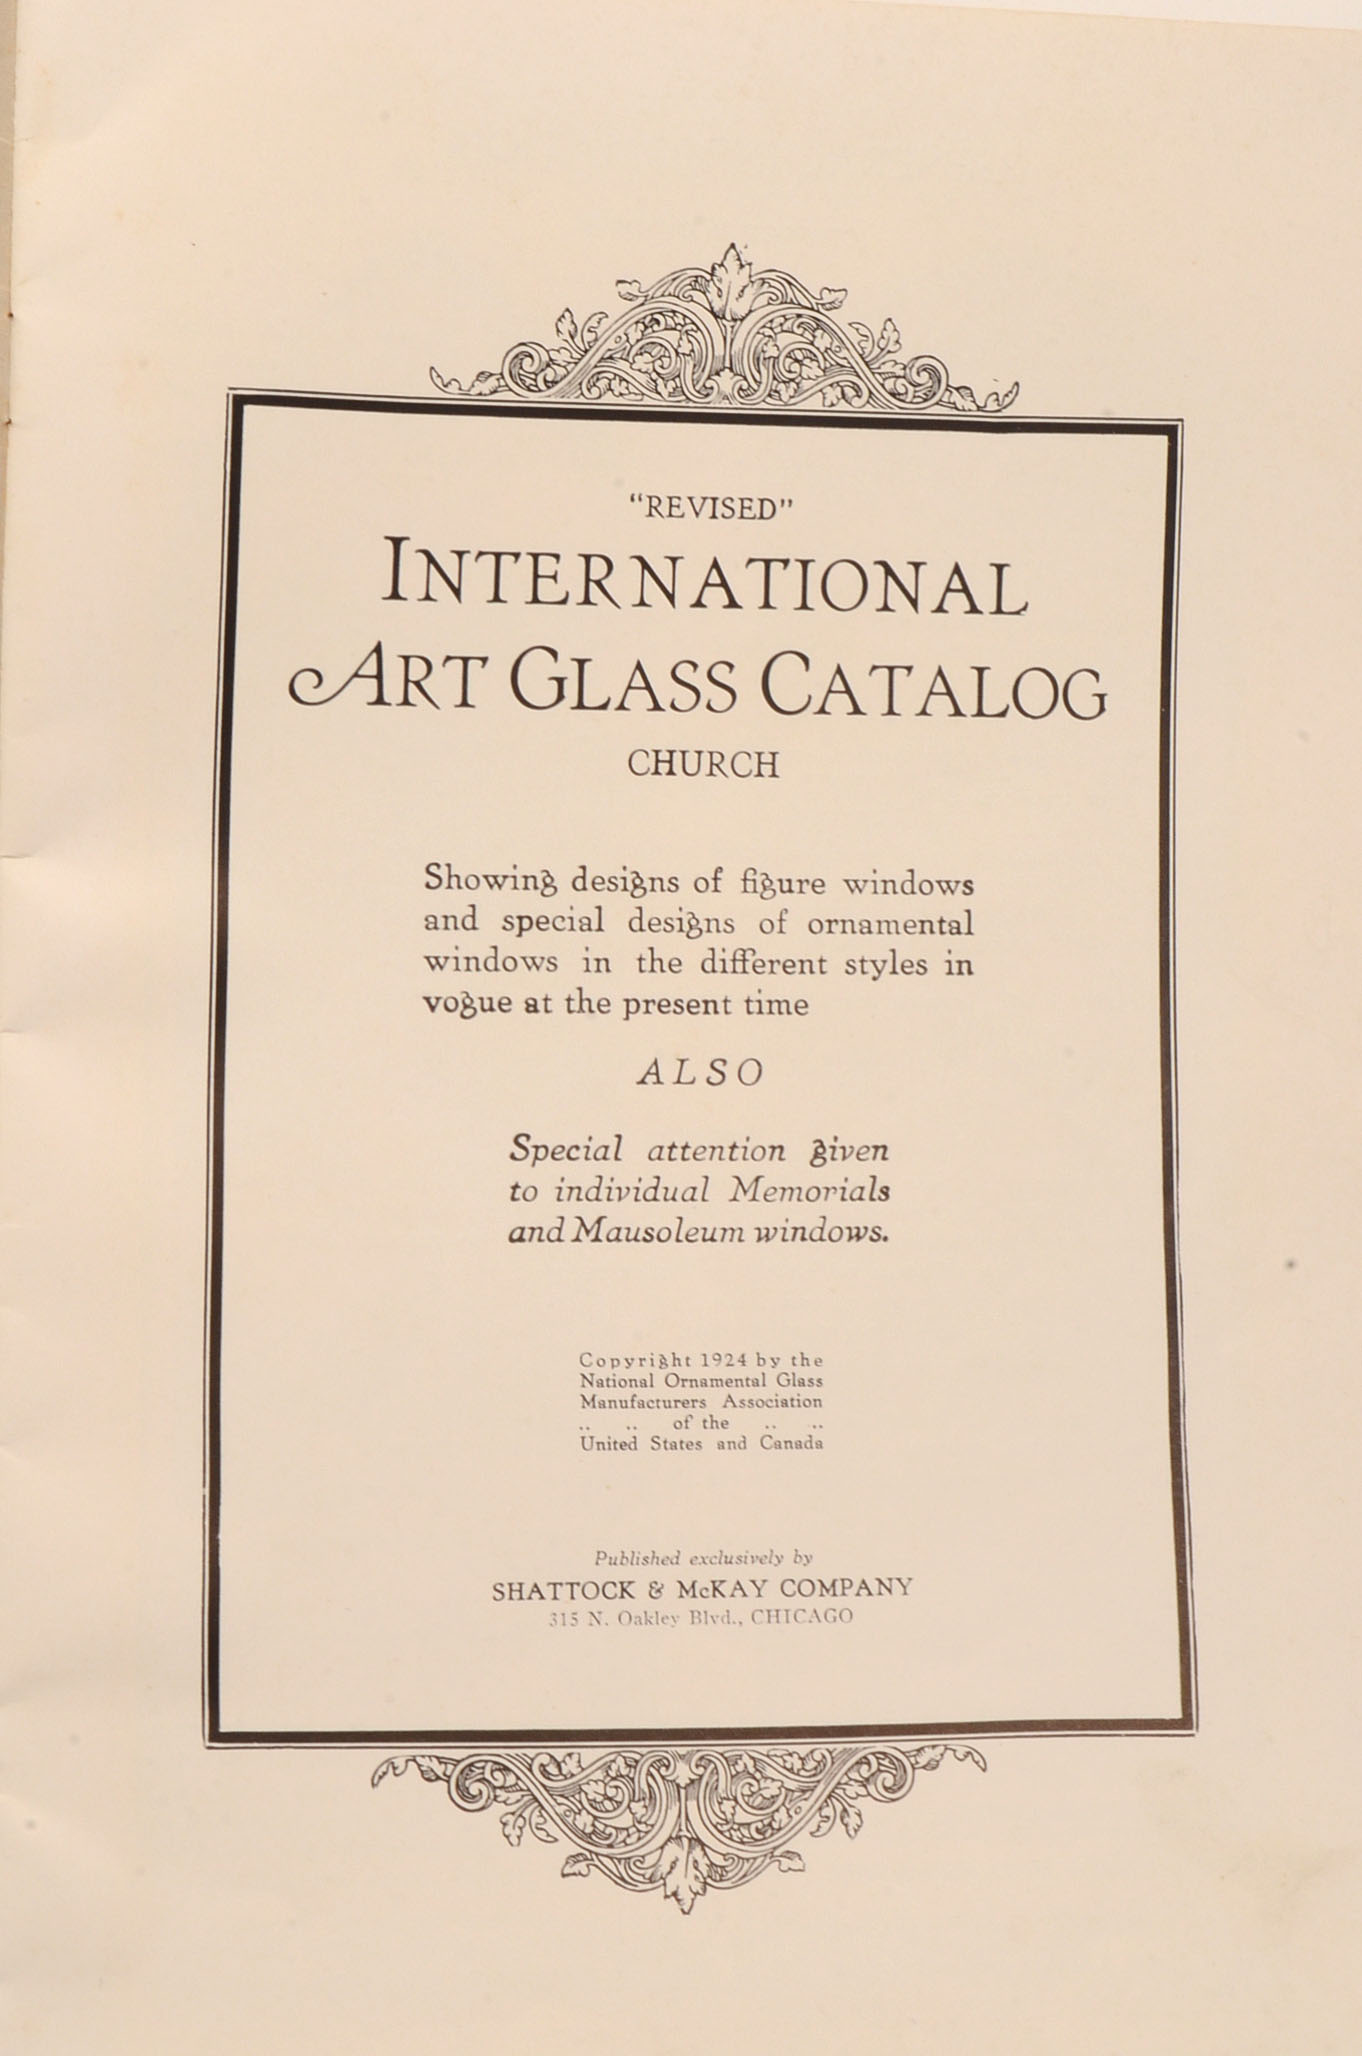 "REVISED"
INTERNATIONAL
ART GLASS CATALOG
CHURCH
Showing designs of figure windows
and special designs of ornamental
windows in the different styles in
vogue at the present time
ALSO
Special attention given
to individual Memorials
and Mausoleum windows.
Copyright 1924 by the
National Ornamental Glass
Manufacturers Association
.. .. of the .. ..
United States and Canada
Published exclusively by
SHATTOCK & McKAY COMPANY
315 N. Oakley Blvd., CHICAGO